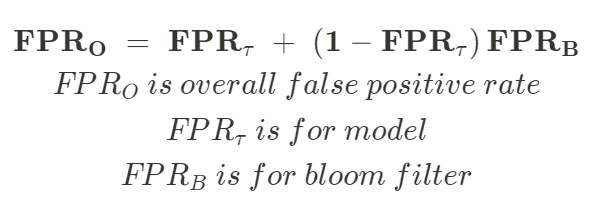 FPR_O = FPR_τ + (1 − FPR_τ) FPR_B
FPR_O is overall false positive rate
FPR_τ is for model
FPR_B is for bloom filter